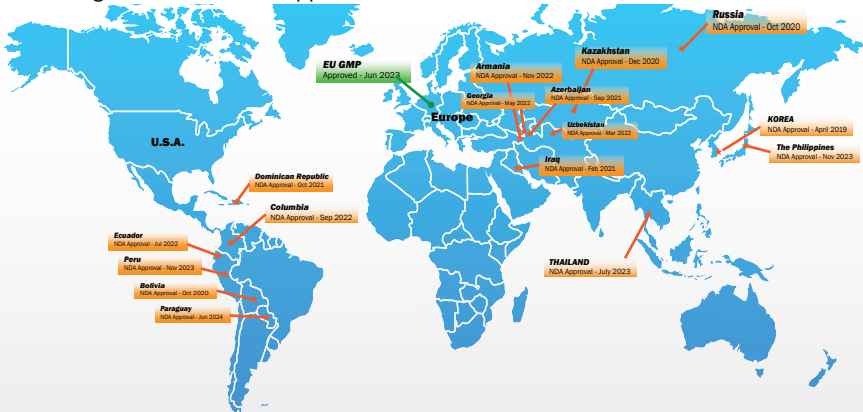 Russia
NDA Approval - Oct 2020
Kazakhstan
NDA Approval - Dec 2020
EU GMP
Approved - Jun 2023
Armania
NDA Approval - Nov 2022
Azerbaijan
NDA Approval - Sep 2021
Georgia
NDA Approval - May 2022
Europe
Uzbekistan
NDA Approval - Mar 2022
KOREA
NDA Approval - April 2019
U.S.A.
The Philippines
NDA Approval - Nov 2023
Iraq
NDA Approval - Feb 2021
Dominican Republic
NDA Approval - Oct 2021
Columbia
NDA Approval - Sep 2022
Ecuador
NDA Approval - Jul 2022
Peru
NDA Approval - Nov 2023
THAILAND
NDA Approval - July 2023
Bolivia
NDA Approval - Oct 2020
Paraguay
NDA Approval - Jun 2024